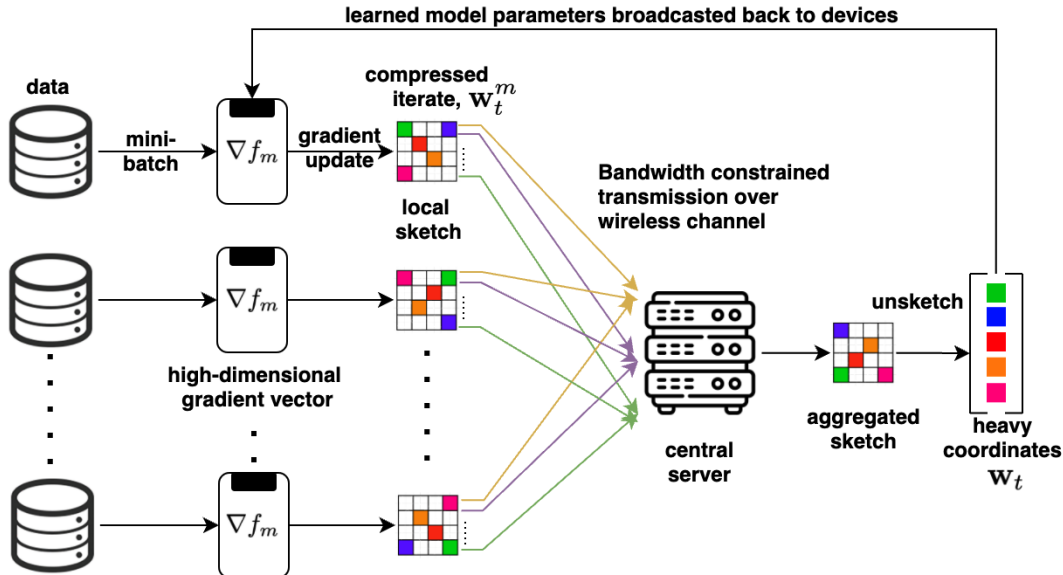 learned model parameters broadcasted back to devices
data
mini-
batch
∇f_m
gradient
update
compressed
iterate, w_t^m
local
sketch
Bandwidth constrained
transmission over
wireless channel
∇f_m
high-dimensional
gradient vector
central
server
aggregated
sketch
unsketch
heavy
coordinates
w_t
∇f_m